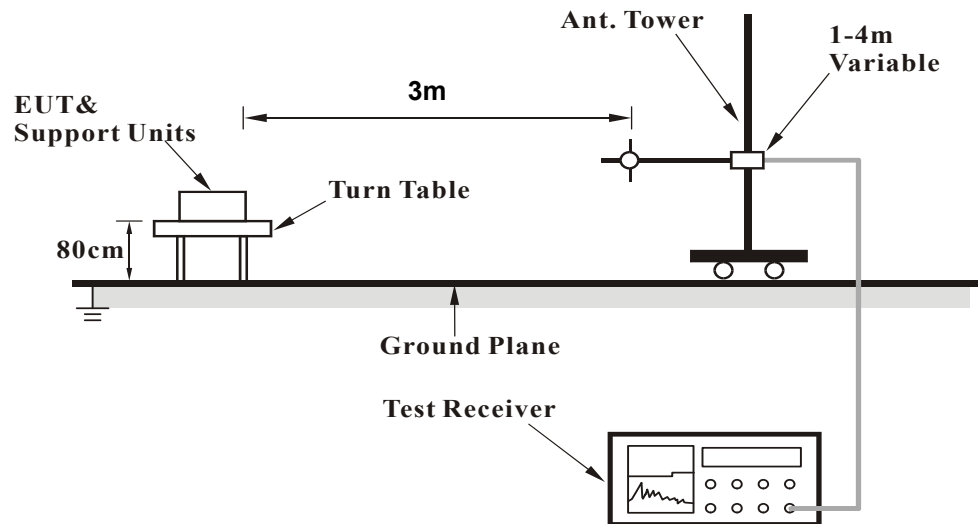 Ant. Tower
1-4m
Variable
3m
EUT&
Support Units
Turn Table
80cm
Ground Plane
Test Receiver